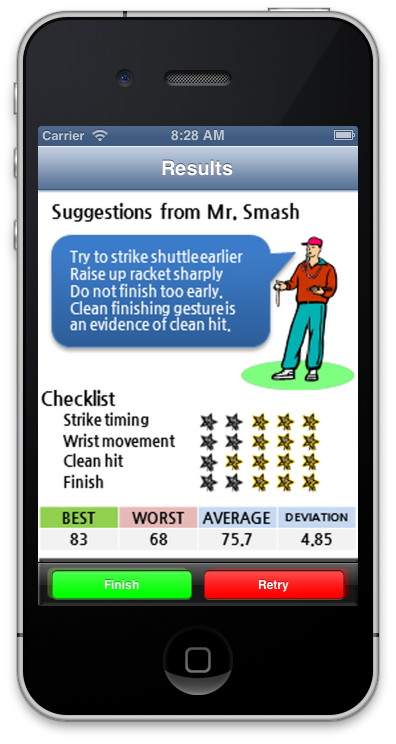 Carrier 8:28 AM
Results
Suggestions from Mr. Smash
Try to strike shuttle earlier
Raise up racket sharply
Do not finish too early.
Clean finishing gesture is
an evidence of clean hit.
Checklist
Strike timing
Wrist movement
Clean hit
Finish
BEST WORST AVERAGE DEVIATION
83 68 75.7 4.85
Finish Retry